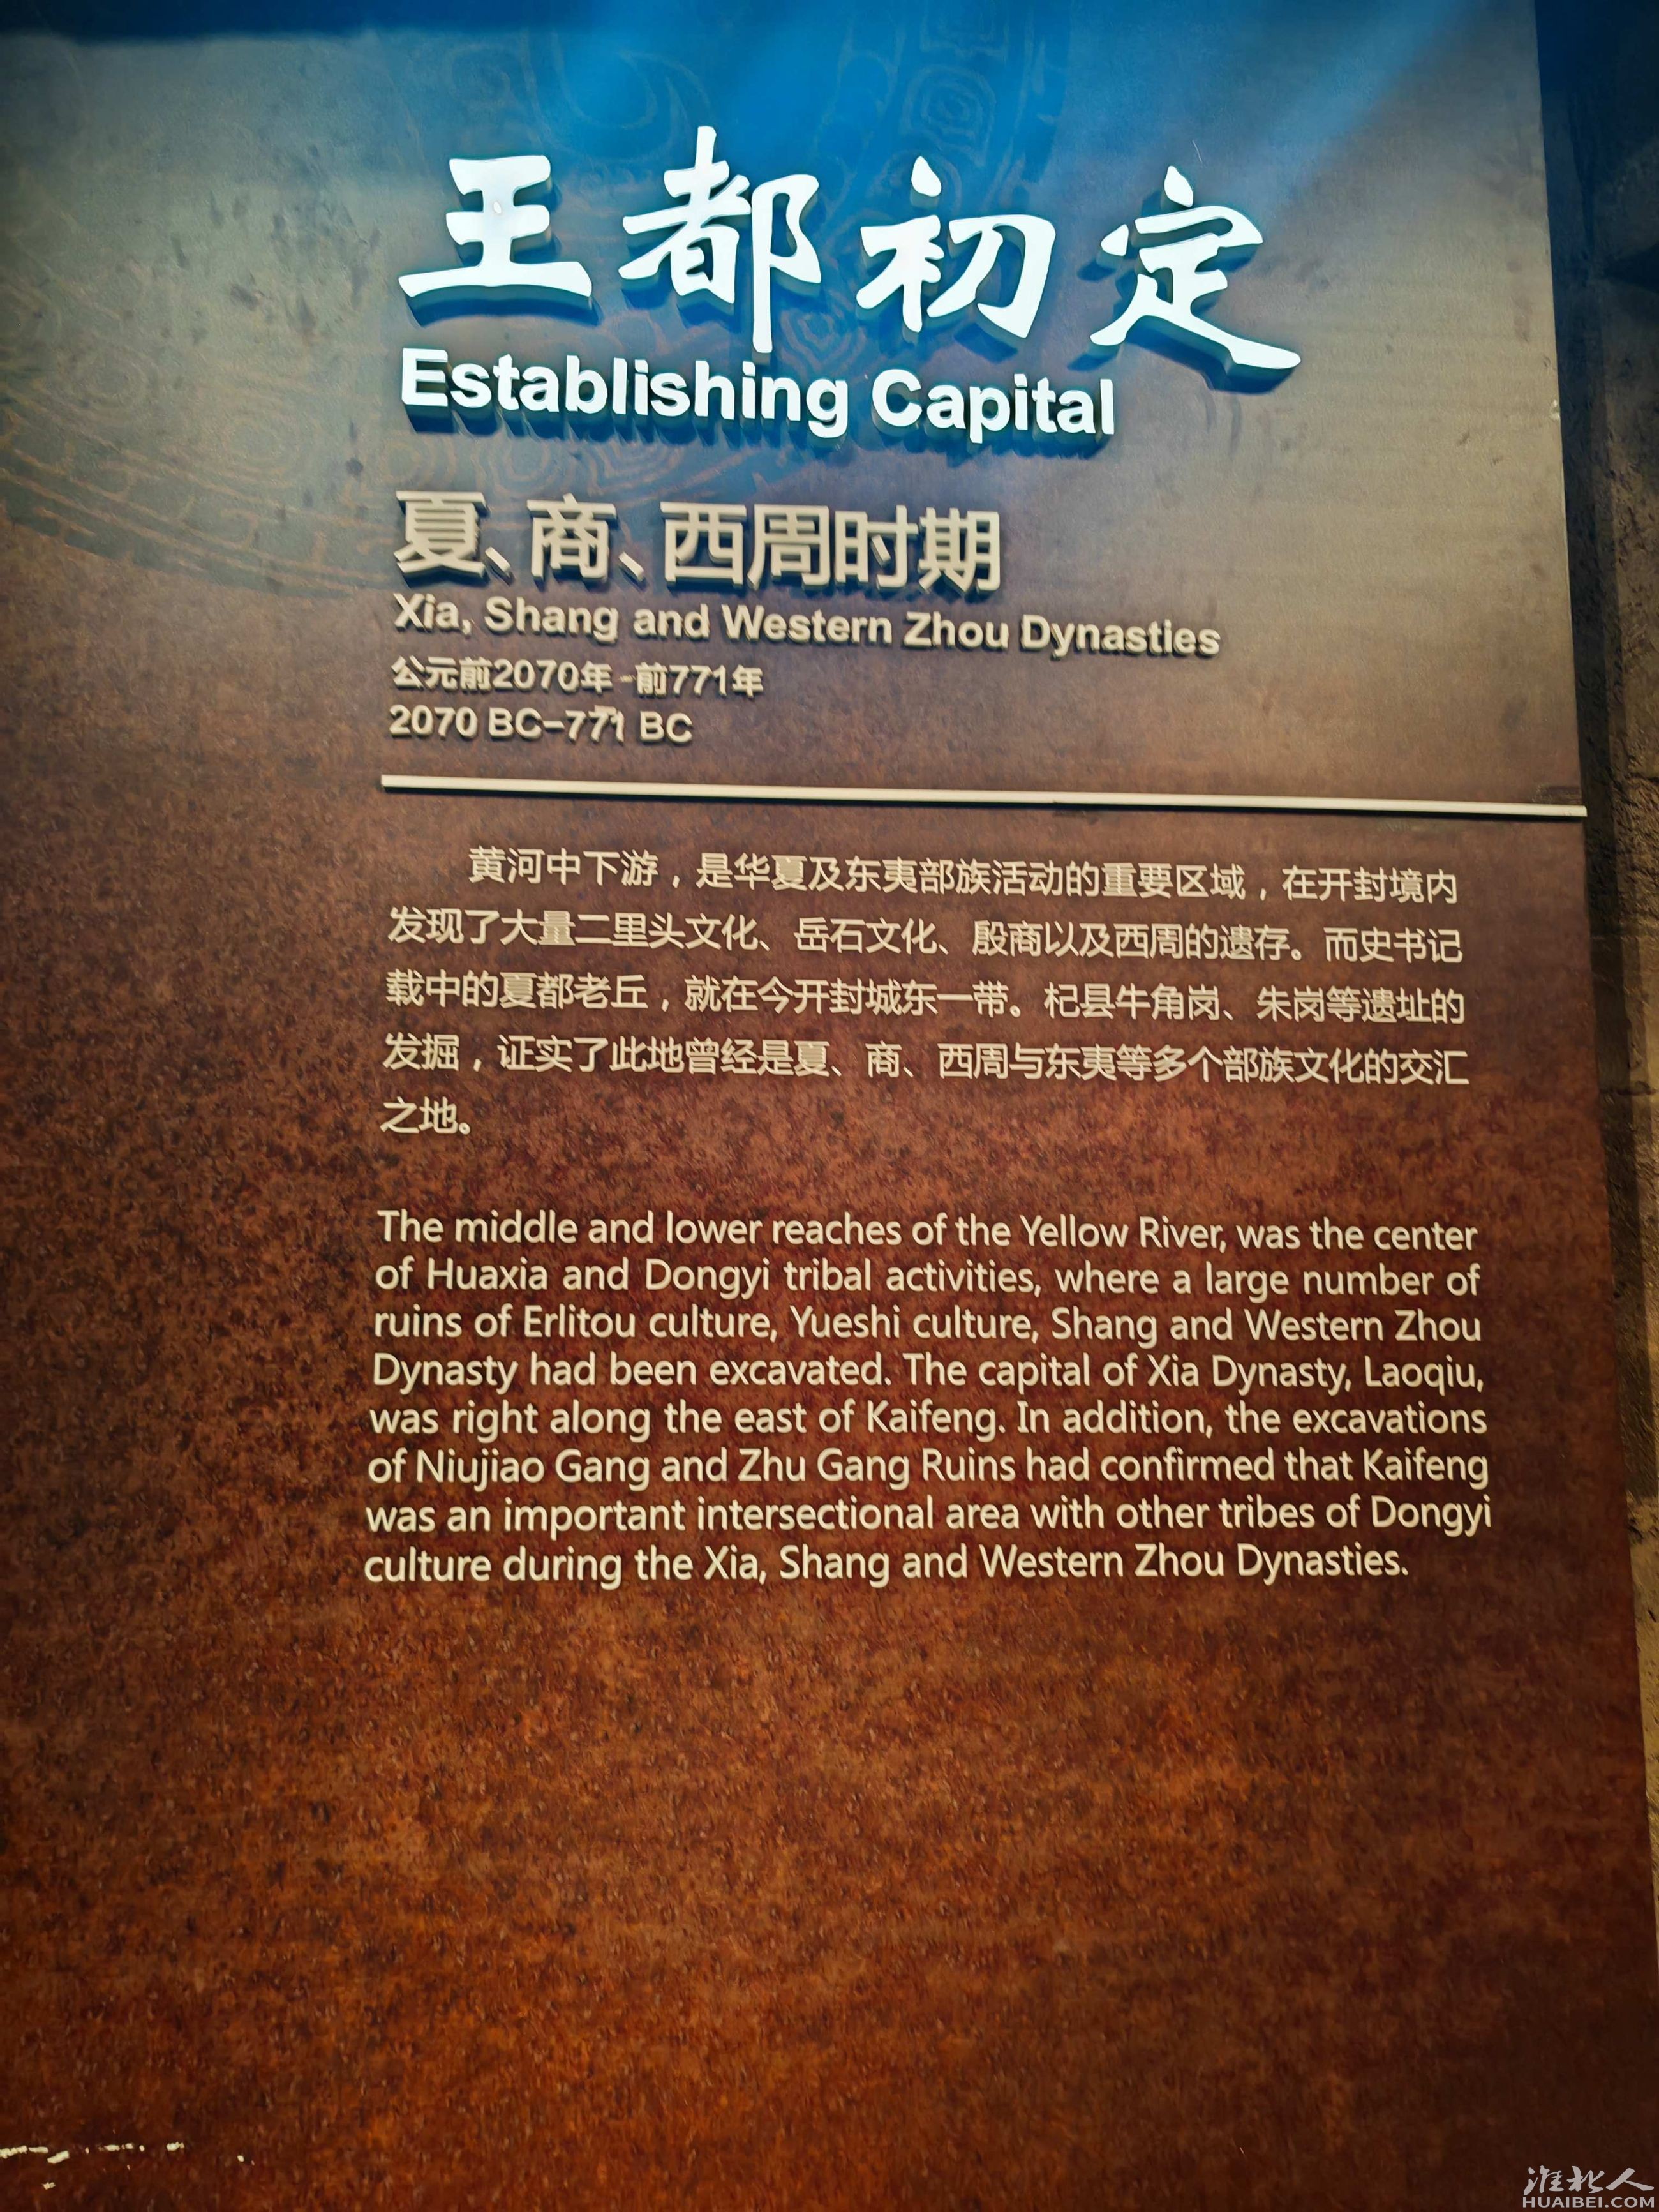 王都初定
Establishing Capital
夏、商、西周时期
Xia, Shang and Western Zhou Dynasties
公元前2070年-前771年
2070 BC-771 BC
黄河中下游，是华夏及东夷部族活动的重要区域，在开封境内
发现了大量二里头文化、岳石文化、殷商以及西周的遗存。而史书记
载中的夏都老丘，就在今开封城东一带。杞县牛角岗、朱岗等遗址的
发掘，证实了此地曾经是夏、商、西周与东夷等多个部族文化的交汇
之地。
The middle and lower reaches of the Yellow River, was the center
of Huaxia and Dongyi tribal activities, where a large number of
ruins of Erlitou culture, Yueshi culture, Shang and Western Zhou
Dynasty had been excavated. The capital of Xia Dynasty, Laoqiu,
was right along the east of Kaifeng. In addition, the excavations
of Niujiao Gang and Zhu Gang Ruins had confirmed that Kaifeng
was an important intersectional area with other tribes of Dongyi
culture during the Xia, Shang and Western Zhou Dynasties.
淮北人
HUAIBEI.COM